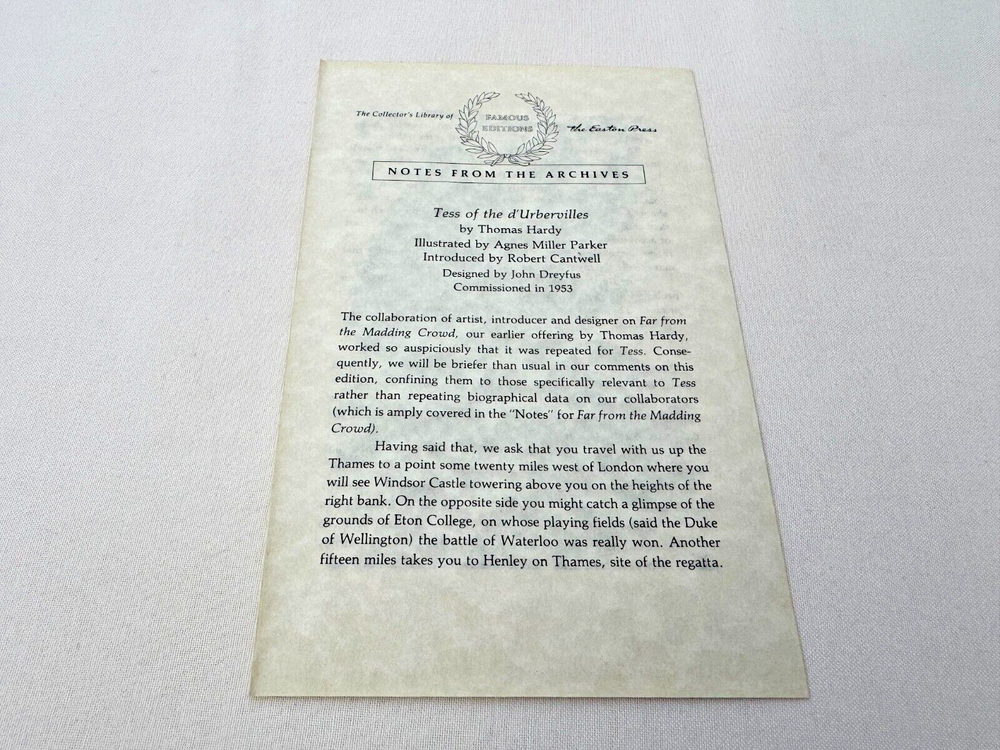 The Collector's Library of
FAMOUS
EDITIONS
the Easton Press
NOTES FROM THE ARCHIVES
Tess of the d'Urbervilles
by Thomas Hardy
Illustrated by Agnes Miller Parker
Introduced by Robert Cantwell
Designed by John Dreyfus
Commissioned in 1953
The collaboration of artist, introducer and designer on Far from
the Madding Crowd, our earlier offering by Thomas Hardy,
worked so auspiciously that it was repeated for Tess. Conse-
quently, we will be briefer than usual in our comments on this
edition, confining them to those specifically relevant to Tess
rather than repeating biographical data on our collaborators
(which is amply covered in the "Notes" for Far from the Madding
Crowd).
Having said that, we ask that you travel with us up the
Thames to a point some twenty miles west of London where you
will see Windsor Castle towering above you on the heights of the
right bank. On the opposite side you might catch a glimpse of the
grounds of Eton College, on whose playing fields (said the Duke
of Wellington) the battle of Waterloo was really won. Another
fifteen miles takes you to Henley on Thames, site of the regatta.